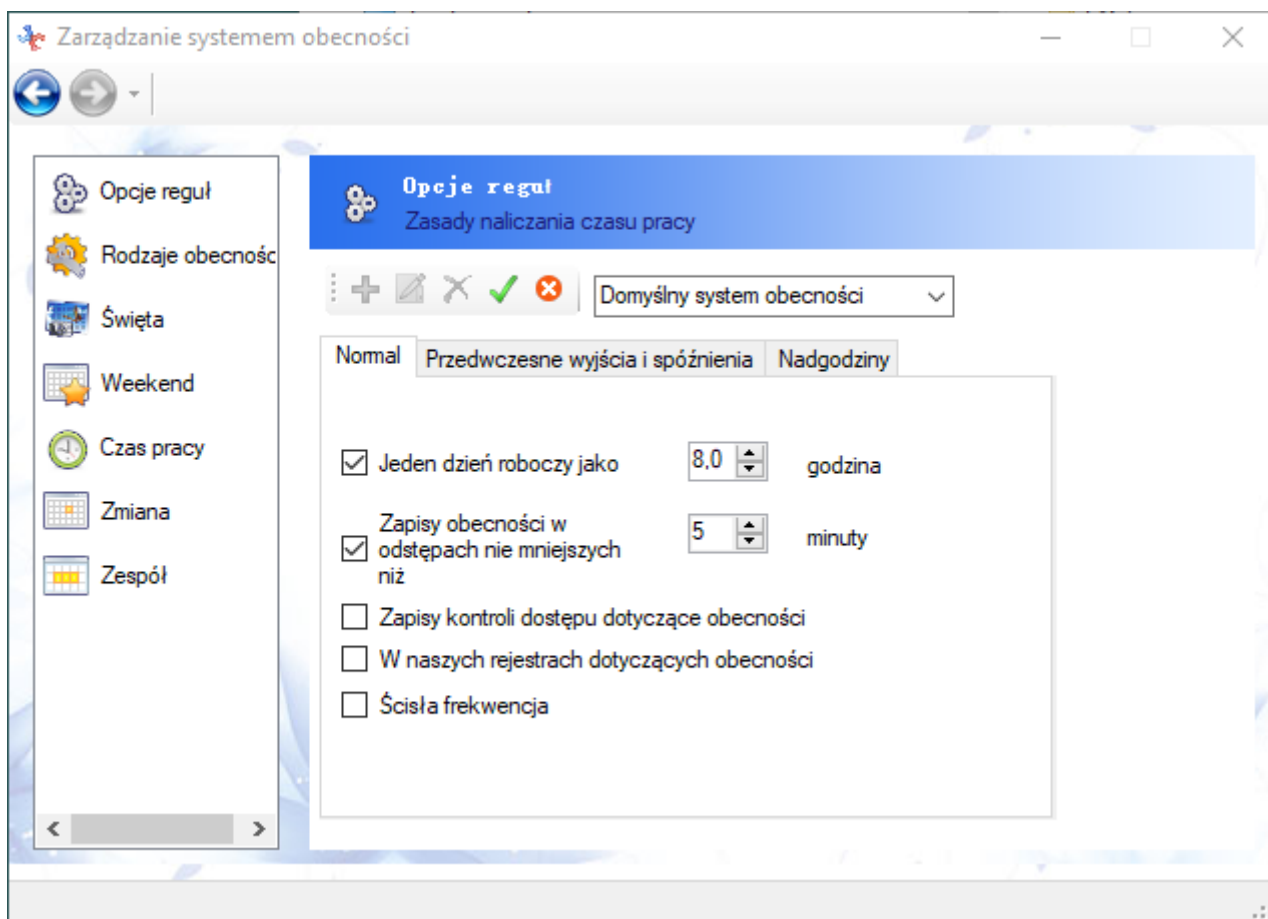 Zarządzanie systemem obecności
Opcje reguł
Rodzaje obecnośc
Święta
Weekend
Czas pracy
Zmiana
Zespół
Opcje reguł
Zasady naliczania czasu pracy
Domyślny system obecności
Normal
Przedwczesne wyjścia i spóźnienia
Nadgodziny
Jeden dzień roboczy jako 8,0 godzina
Zapisy obecności w
odstępach nie mniejszych
niż
5 minuty
Zapisy kontroli dostępu dotyczące obecności
W naszych rejestrach dotyczących obecności
Ścisła frekwencja